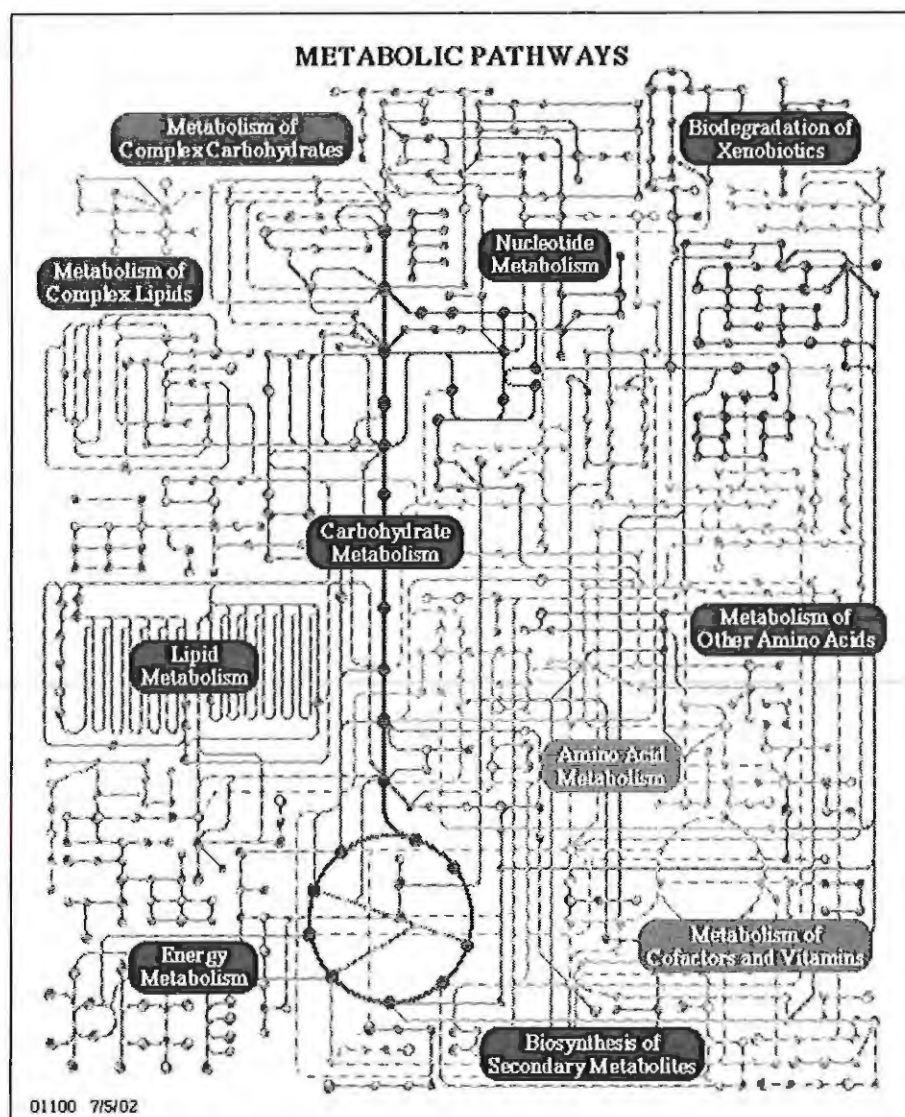 METABOLIC PATHWAYS
Metabolism of
Complex Carbohydrates
Biodegradation of
Xenobiotics
Nucleotide
Metabolism
Metabolism of
Complex Lipids
Carbohydrate
Metabolism
Metabolism of
Other Amino Acids
Lipid
Metabolism
Amino Acid
Metabolism
Metabolism of
Cofactors and Vitamins
Energy
Metabolism
Biosynthesis of
Secondary Metabolites
01100 7/5/02